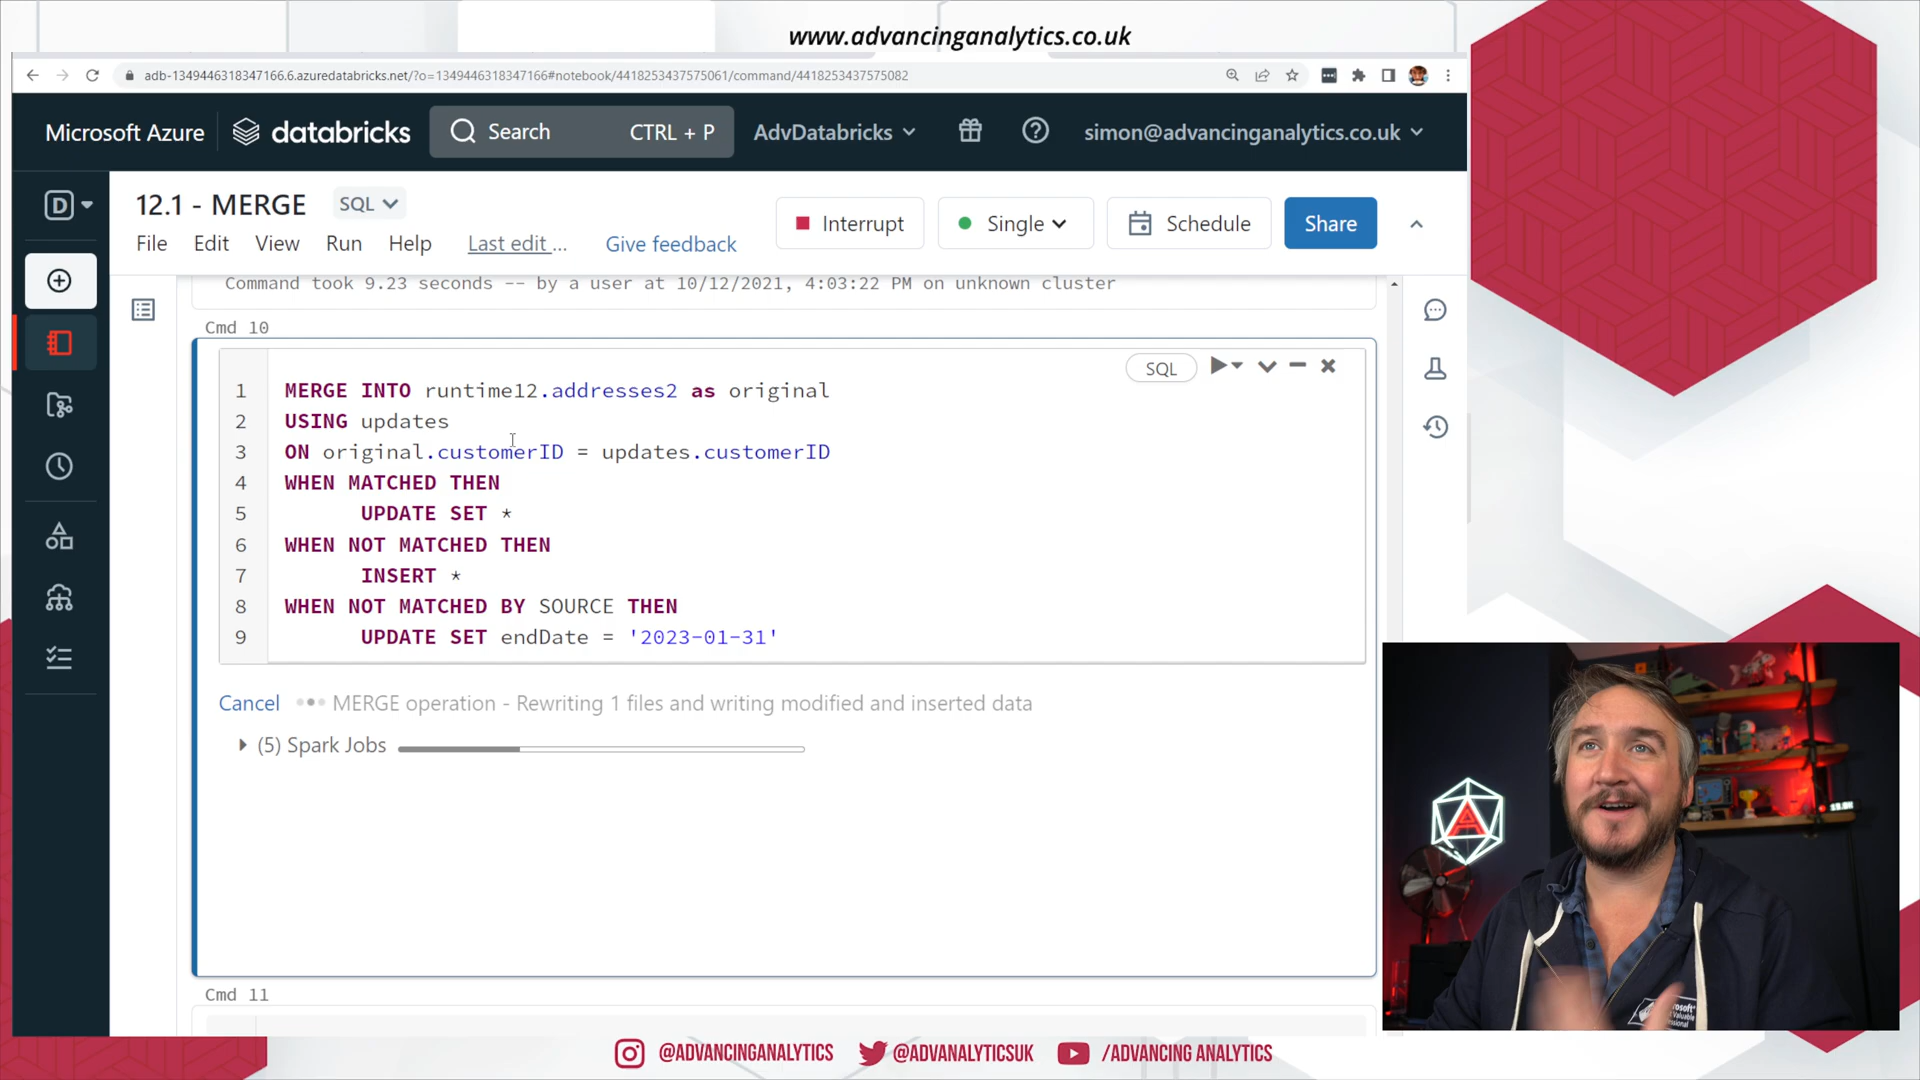 www.advancinganalytics.co.uk
adb-1349446318347166.6.azuredatabricks.net/?o=1349446318347166#notebook/4418253437575061/command/4418253437575082
Microsoft Azure databricks Search CTRL + P AdvDatabricks simon@advancinganalytics.co.uk
D
12.1 - MERGE SQL
Interrupt Single Schedule Share
File Edit View Run Help Last edit ... Give feedback
Command took 9.23 seconds -- by a user at 10/12/2021, 4:03:22 PM on unknown cluster
Cmd 10
SQL
1 MERGE INTO runtime12.addresses2 as original
2 USING updates
3 ON original.customerID = updates.customerID
4 WHEN MATCHED THEN
5 UPDATE SET *
6 WHEN NOT MATCHED THEN
7 INSERT *
8 WHEN NOT MATCHED BY SOURCE THEN
9 UPDATE SET endDate = '2023-01-31'
Cancel MERGE operation - Rewriting 1 files and writing modified and inserted data
(5) Spark Jobs
Cmd 11
A
@ADVANCINGANALYTICS @ADVANALYTICSUK /ADVANCING ANALYTICS